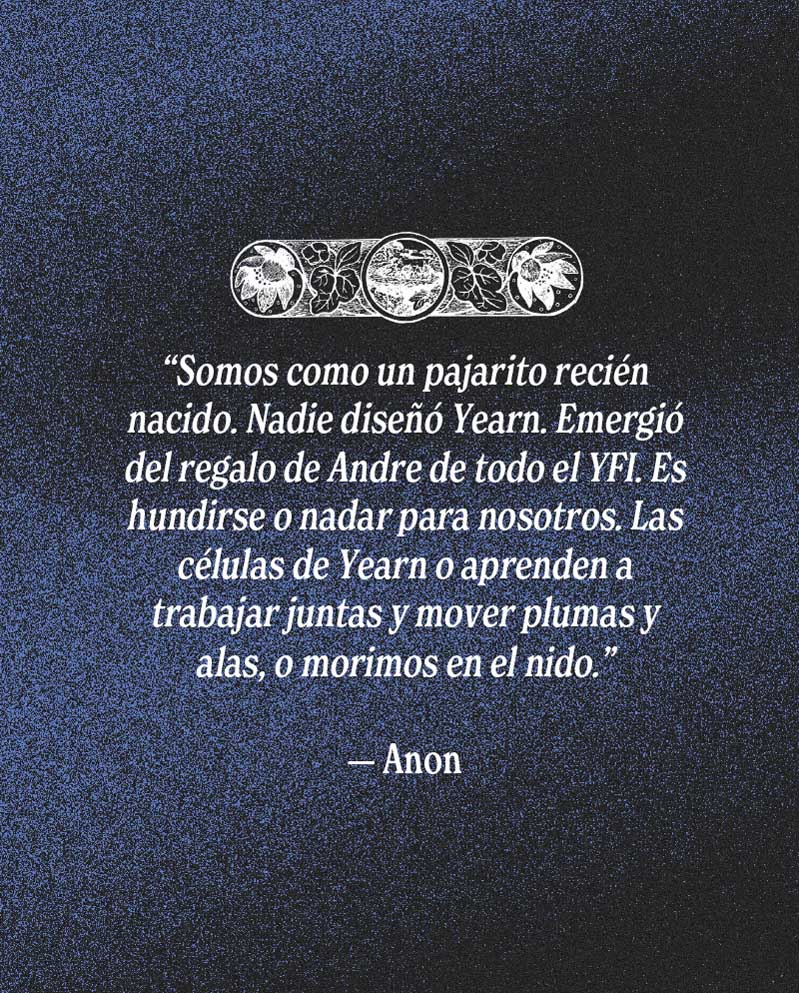 “Somos como un pajarito recién
nacido. Nadie diseñó Yearn. Emergió
del regalo de Andre de todo el YFI. Es
hundirse o nadar para nosotros. Las
células de Yearn o aprenden a
trabajar juntas y mover plumas y
alas, o morimos en el nido.”
— Anon